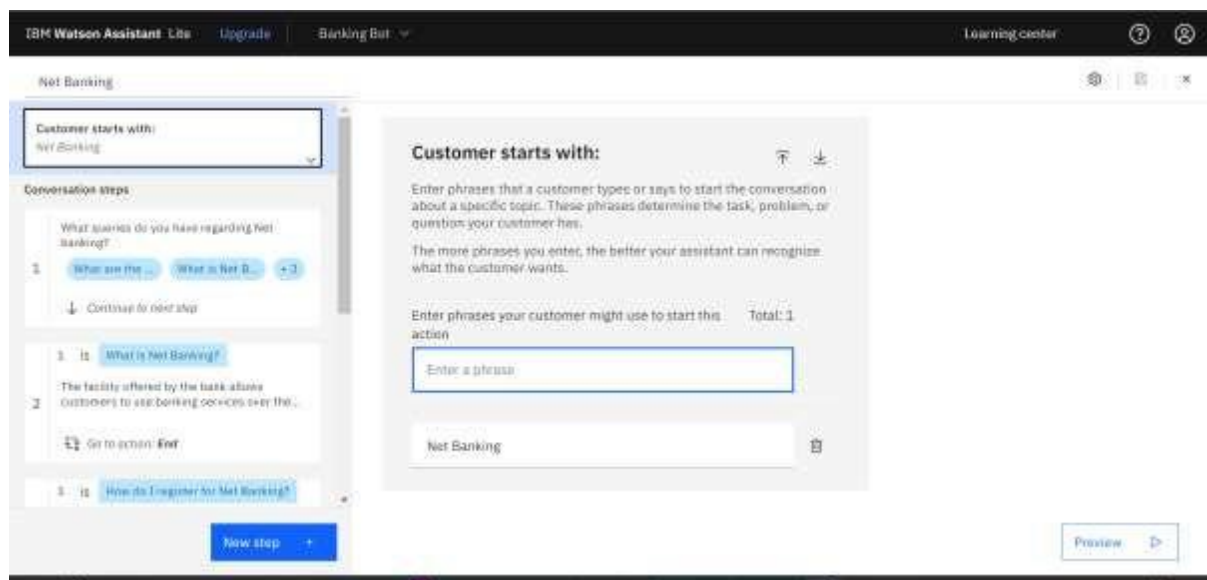 IBM Watson Assistant Lite Upgrade Banking Bot Learning center
Net Banking
Customer starts with:
Net Banking
Conversation steps
What queries do you have regarding Net
banking?
1 What are the ... What is Net B... + 3
Continue to next step
1 is What is Net Banking?
The facility offered by the bank allows
2 customers to use banking services over the...
Go to action: End
1 is How do I register for Net Banking?
New step +
Customer starts with:
Enter phrases that a customer types or says to start the conversation
about a specific topic. These phrases determine the task, problem, or
question your customer has.
The more phrases you enter, the better your assistant can recognize
what the customer wants.
Enter phrases your customer might use to start this Total: 1
action
Enter a phrase
Net Banking
Preview